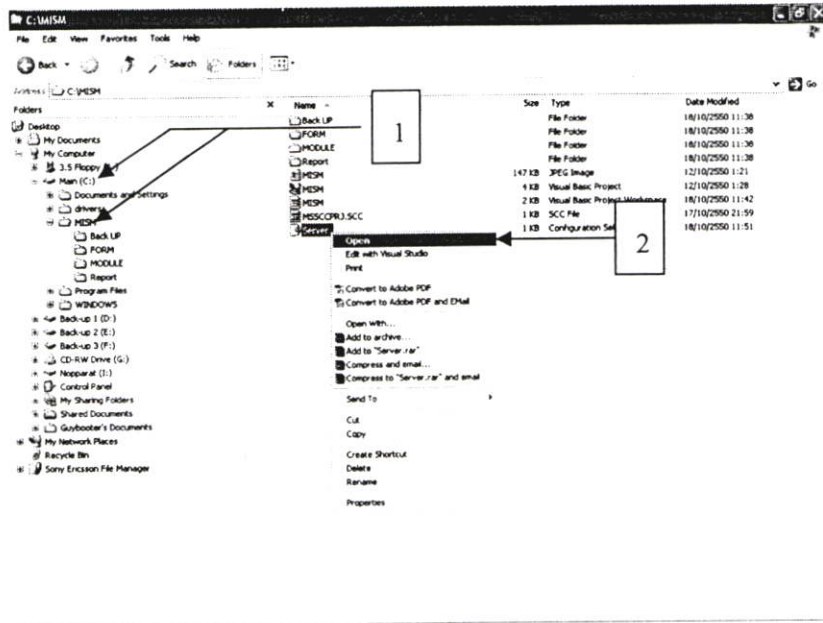 C:\MISM
File Edit View Favorites Tools Help
Back Search Folders
Address C:\MISM Go
Folders x
Desktop
My Documents
My Computer
3.5 Floppy
Main (C:)
Documents and Settings
drivers
MISM
Back UP
FORM
MODULE
Report
Program Files
WINDOWS
Back-up 1 (D:)
Back-up 2 (E:)
Back-up 3 (F:)
CD-RW Drive (G:)
Nopparat (I:)
Control Panel
My Sharing Folders
Shared Documents
Guybooter's Documents
My Network Places
Recycle Bin
Sony Ericsson File Manager
Name Size Type Date Modified
Back UP File Folder 18/10/2550 11:38
FORM File Folder 18/10/2550 11:38
MODULE File Folder 18/10/2550 11:38
Report File Folder 18/10/2550 11:38
MISM 147 KB JPEG Image 12/10/2550 1:21
MISM 4 KB Visual Basic Project 12/10/2550 1:28
MISM 2 KB Visual Basic Project Workspace 18/10/2550 11:42
MSSCCPRJ.SCC 1 KB SCC File 17/10/2550 21:59
Server 1 KB Configuration 18/10/2550 11:51
Open
Edit with Visual Studio
Print
Convert to Adobe PDF
Convert to Adobe PDF and EMail
Open With...
Add to archive...
Add to "Server.rar"
Compress and email...
Compress to "Server.rar" and email
Send To
Cut
Copy
Create Shortcut
Delete
Rename
Properties
1
2